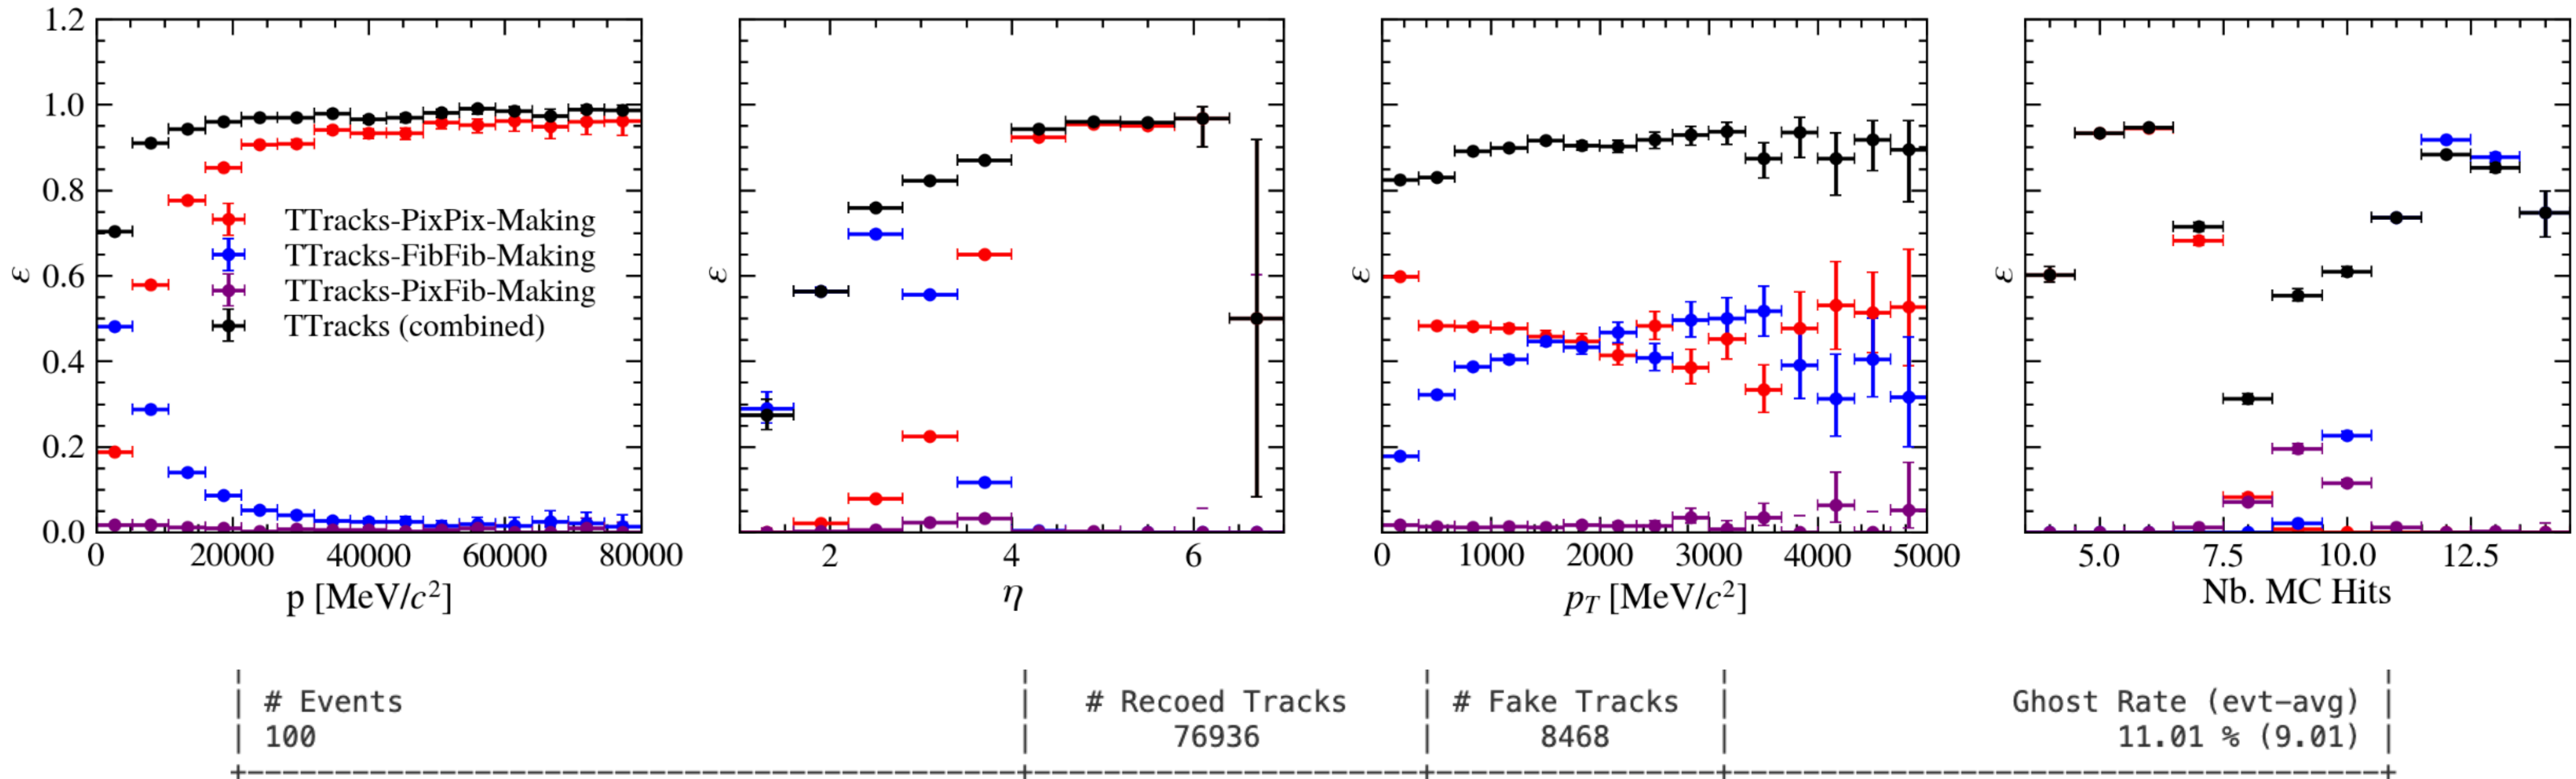 1.2
1.0
0.8
0.6
0.4
0.2
0.0
ε
0 20000 40000 60000 80000
p [MeV/c²]
TTracks-PixPix-Making
TTracks-FibFib-Making
TTracks-PixFib-Making
TTracks (combined)
ε
2 4 6
η
ε
0 1000 2000 3000 4000 5000
p_T [MeV/c²]
ε
5.0 7.5 10.0 12.5
Nb. MC Hits
| # Events | # Recoed Tracks | # Fake Tracks | Ghost Rate (evt-avg) |
| 100 | 76936 | 8468 | 11.01 % (9.01) |